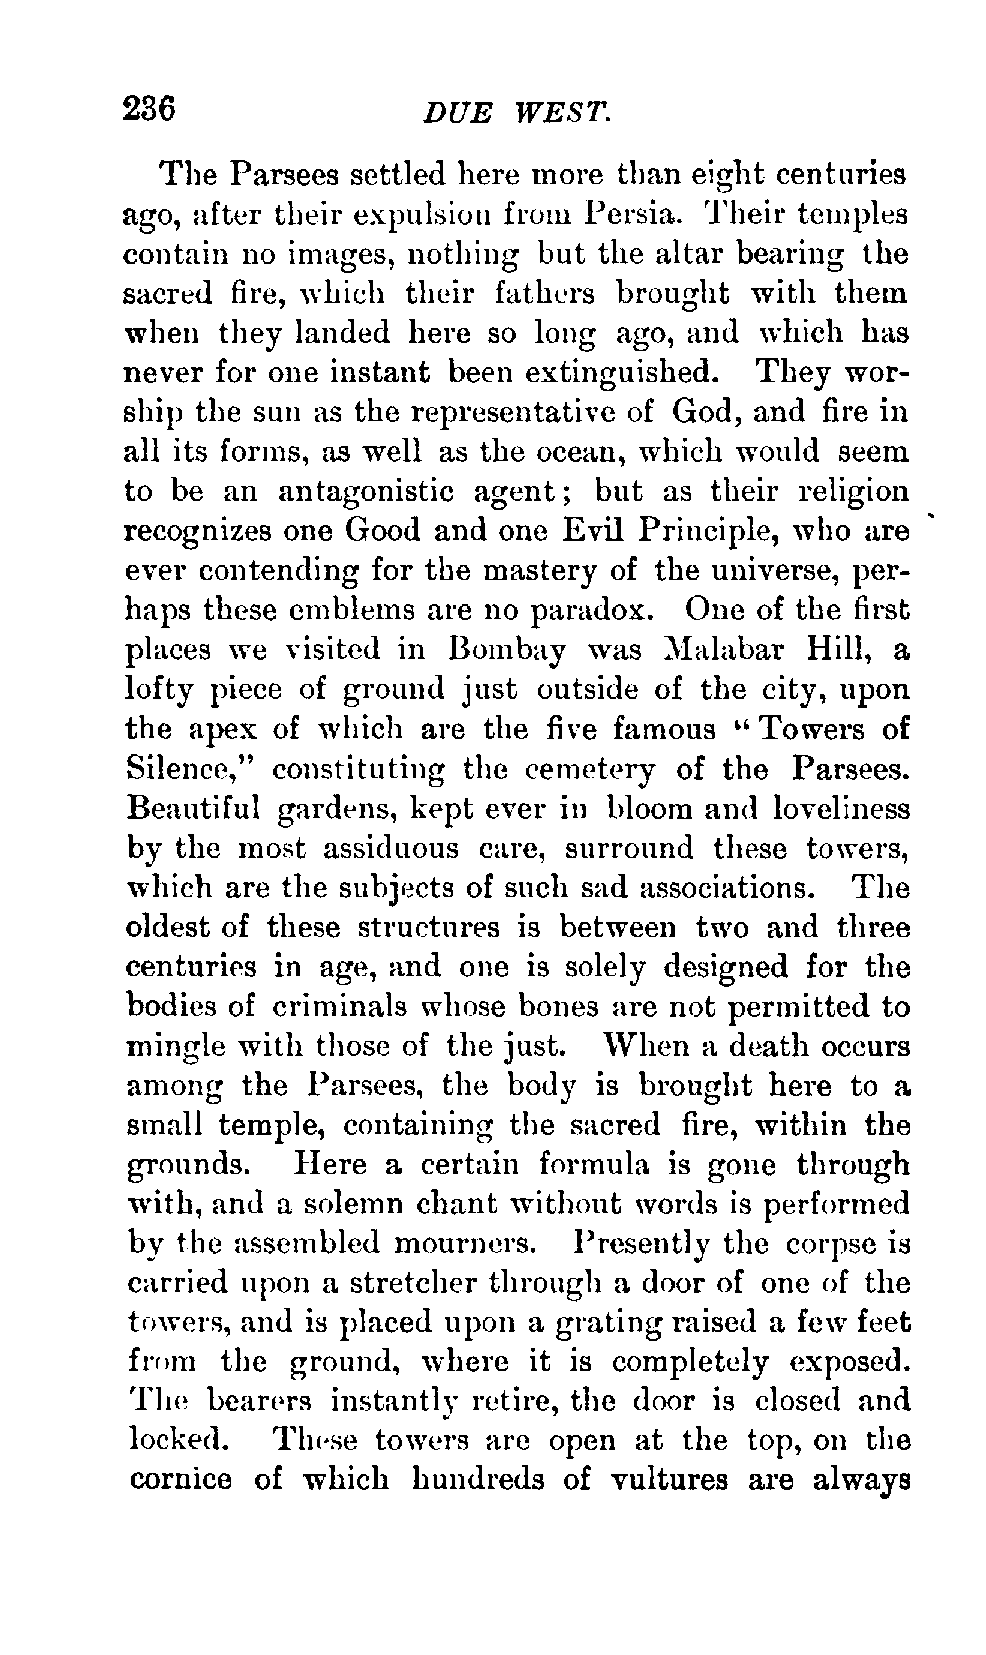 236 DUE WEST.
The Parsees settled here more than eight centuries
ago, after their expulsion from Persia. Their temples
contain no images, nothing but the altar bearing the
sacred fire, which their fathers brought with them
when they landed here so long ago, and which has
never for one instant been extinguished. They wor-
ship the sun as the representative of God, and fire in
all its forms, as well as the ocean, which would seem
to be an antagonistic agent; but as their religion
recognizes one Good and one Evil Principle, who are
ever contending for the mastery of the universe, per-
haps these emblems are no paradox. One of the first
places we visited in Bombay was Malabar Hill, a
lofty piece of ground just outside of the city, upon
the apex of which are the five famous "Towers of
Silence," constituting the cemetery of the Parsees.
Beautiful gardens, kept ever in bloom and loveliness
by the most assiduous care, surround these towers,
which are the subjects of such sad associations. The
oldest of these structures is between two and three
centuries in age, and one is solely designed for the
bodies of criminals whose bones are not permitted to
mingle with those of the just. When a death occurs
among the Parsees, the body is brought here to a
small temple, containing the sacred fire, within the
grounds. Here a certain formula is gone through
with, and a solemn chant without words is performed
by the assembled mourners. Presently the corpse is
carried upon a stretcher through a door of one of the
towers, and is placed upon a grating raised a few feet
from the ground, where it is completely exposed.
The bearers instantly retire, the door is closed and
locked. These towers are open at the top, on the
cornice of which hundreds of vultures are always